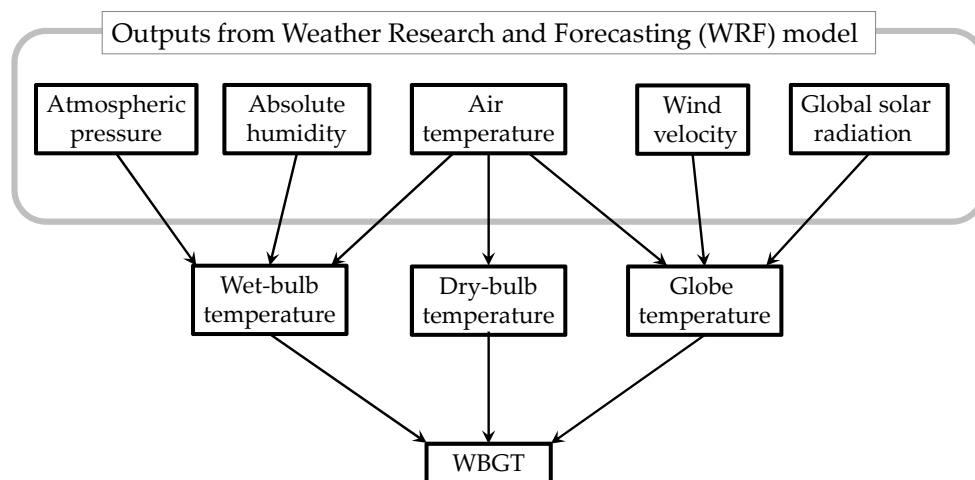 Outputs from Weather Research and Forecasting (WRF) model
Atmospheric
pressure
Absolute
humidity
Air
temperature
Wind
velocity
Global solar
radiation
Wet-bulb
temperature
Dry-bulb
temperature
Globe
temperature
WBGT